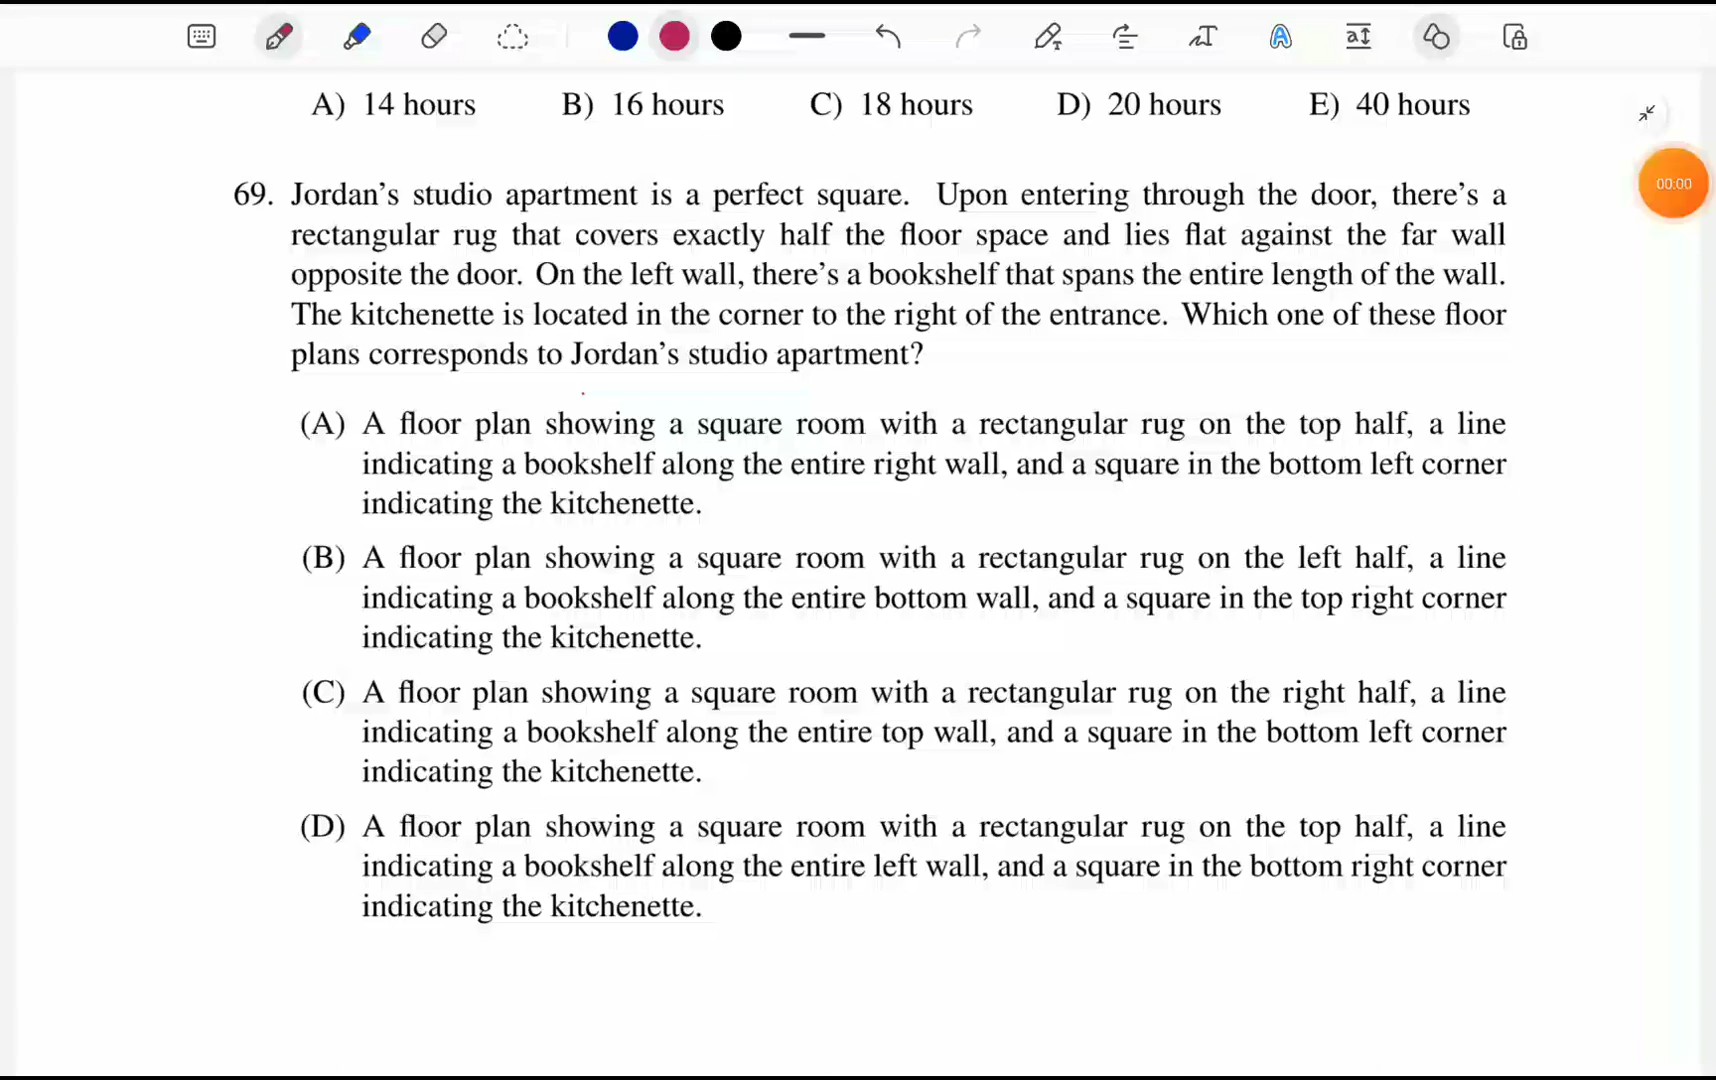 A) 14 hours B) 16 hours C) 18 hours D) 20 hours E) 40 hours
00:00
69. Jordan’s studio apartment is a perfect square. Upon entering through the door, there’s a
rectangular rug that covers exactly half the floor space and lies flat against the far wall
opposite the door. On the left wall, there’s a bookshelf that spans the entire length of the wall.
The kitchenette is located in the corner to the right of the entrance. Which one of these floor
plans corresponds to Jordan’s studio apartment?
(A) A floor plan showing a square room with a rectangular rug on the top half, a line
indicating a bookshelf along the entire right wall, and a square in the bottom left corner
indicating the kitchenette.
(B) A floor plan showing a square room with a rectangular rug on the left half, a line
indicating a bookshelf along the entire bottom wall, and a square in the top right corner
indicating the kitchenette.
(C) A floor plan showing a square room with a rectangular rug on the right half, a line
indicating a bookshelf along the entire top wall, and a square in the bottom left corner
indicating the kitchenette.
(D) A floor plan showing a square room with a rectangular rug on the top half, a line
indicating a bookshelf along the entire left wall, and a square in the bottom right corner
indicating the kitchenette.